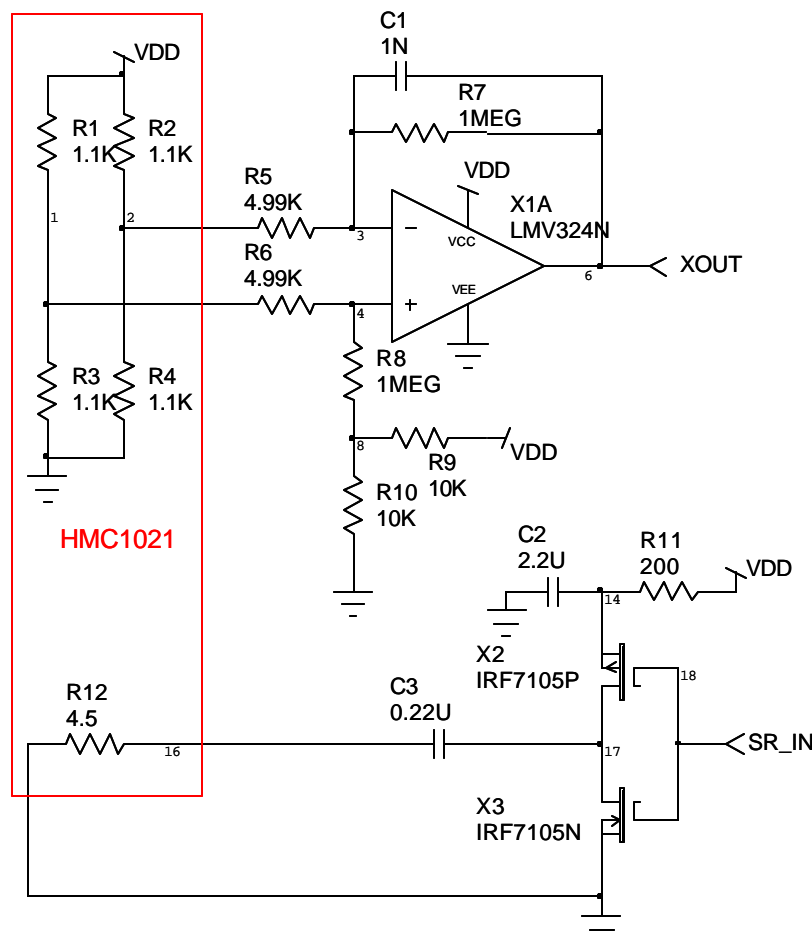 C1
1N
VDD
R7
1MEG
R1
1.1K
R2
1.1K
VDD
R5
4.99K
X1A
LMV324N
1
2
3
VCC
R6
4.99K
XOUT
6
VEE
4
R3
1.1K
R4
1.1K
R8
1MEG
8
VDD
R9
10K
R10
10K
HMC1021
C2
2.2U
R11
200
VDD
14
X2
IRF7105P
18
R12
4.5
C3
0.22U
16
17
SR_IN
X3
IRF7105N